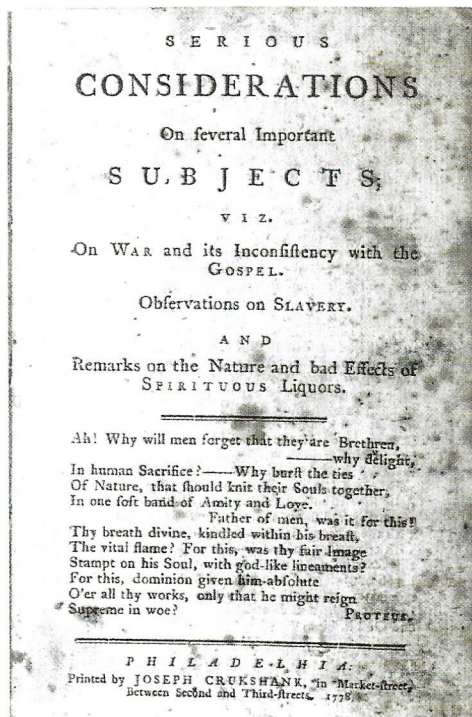 SERIOUS
CONSIDERATIONS
On ſeveral Important
SUBJECTS,
VIZ.
On WAR and its Inconſiſtency with the
GOSPEL.
Obſervations on SLAVERY.
AND
Remarks on the Nature and bad Effects of
SPIRITUOUS Liquors.
Ah! Why will men forget that they are Brethren,
——why delight,
In human Sacrifice?——Why burſt the ties
Of Nature, that ſhould knit their Souls together,
In one ſoft band of Amity and Love.
Father of men, was it for this!
Thy breath divine, kindled within his breaſt,
The vital flame? For this, was thy fair Image
Stampt on his Soul, with god-like lineaments?
For this, dominion given him abſolute
O'er all thy works, only that he might reign
Supreme in woe? PROTEUS.
PHILADELHIA:
Printed by JOSEPH CRUKSHANK, in Market-ſtreet,
Between Second and Third-ſtreets. 1778.